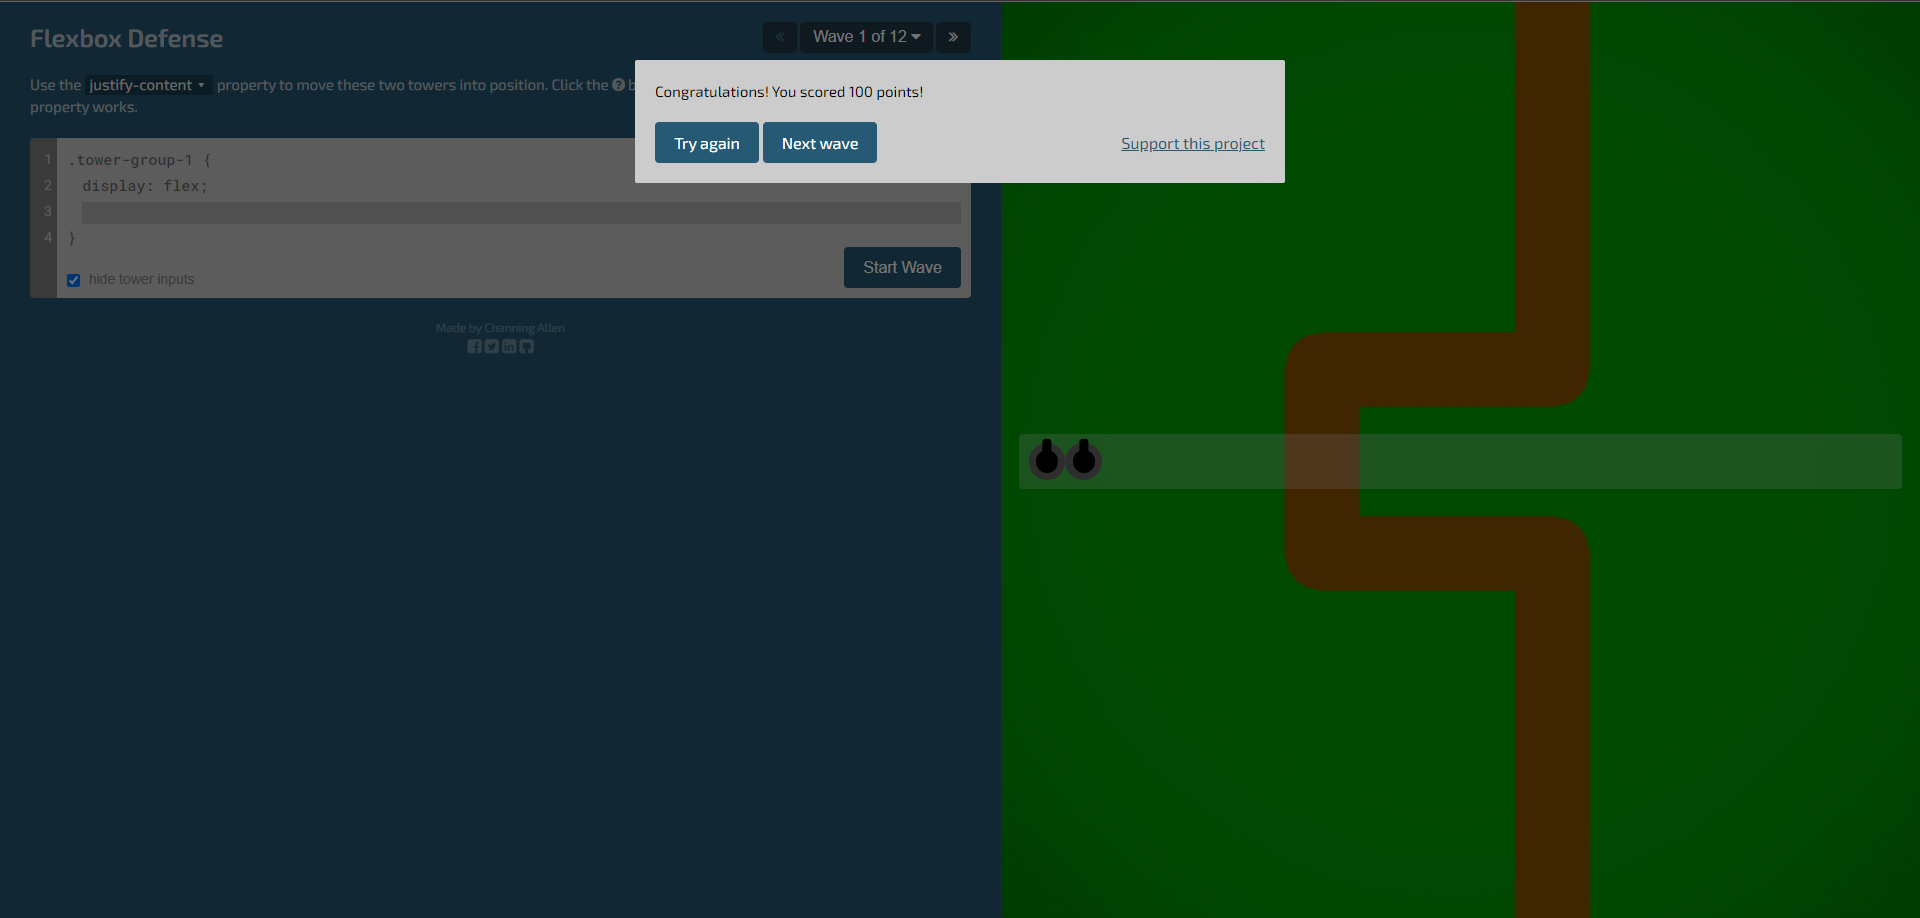 Flexbox Defense
« Wave 1 of 12 »
Use the justify-content property to move these two towers into position. Click the ? b
property works.
Congratulations! You scored 100 points!
Try again Next wave Support this project
1 .tower-group-1 {
2 display: flex;
3
4 }
hide tower inputs
Start Wave
Made by Channing Allen